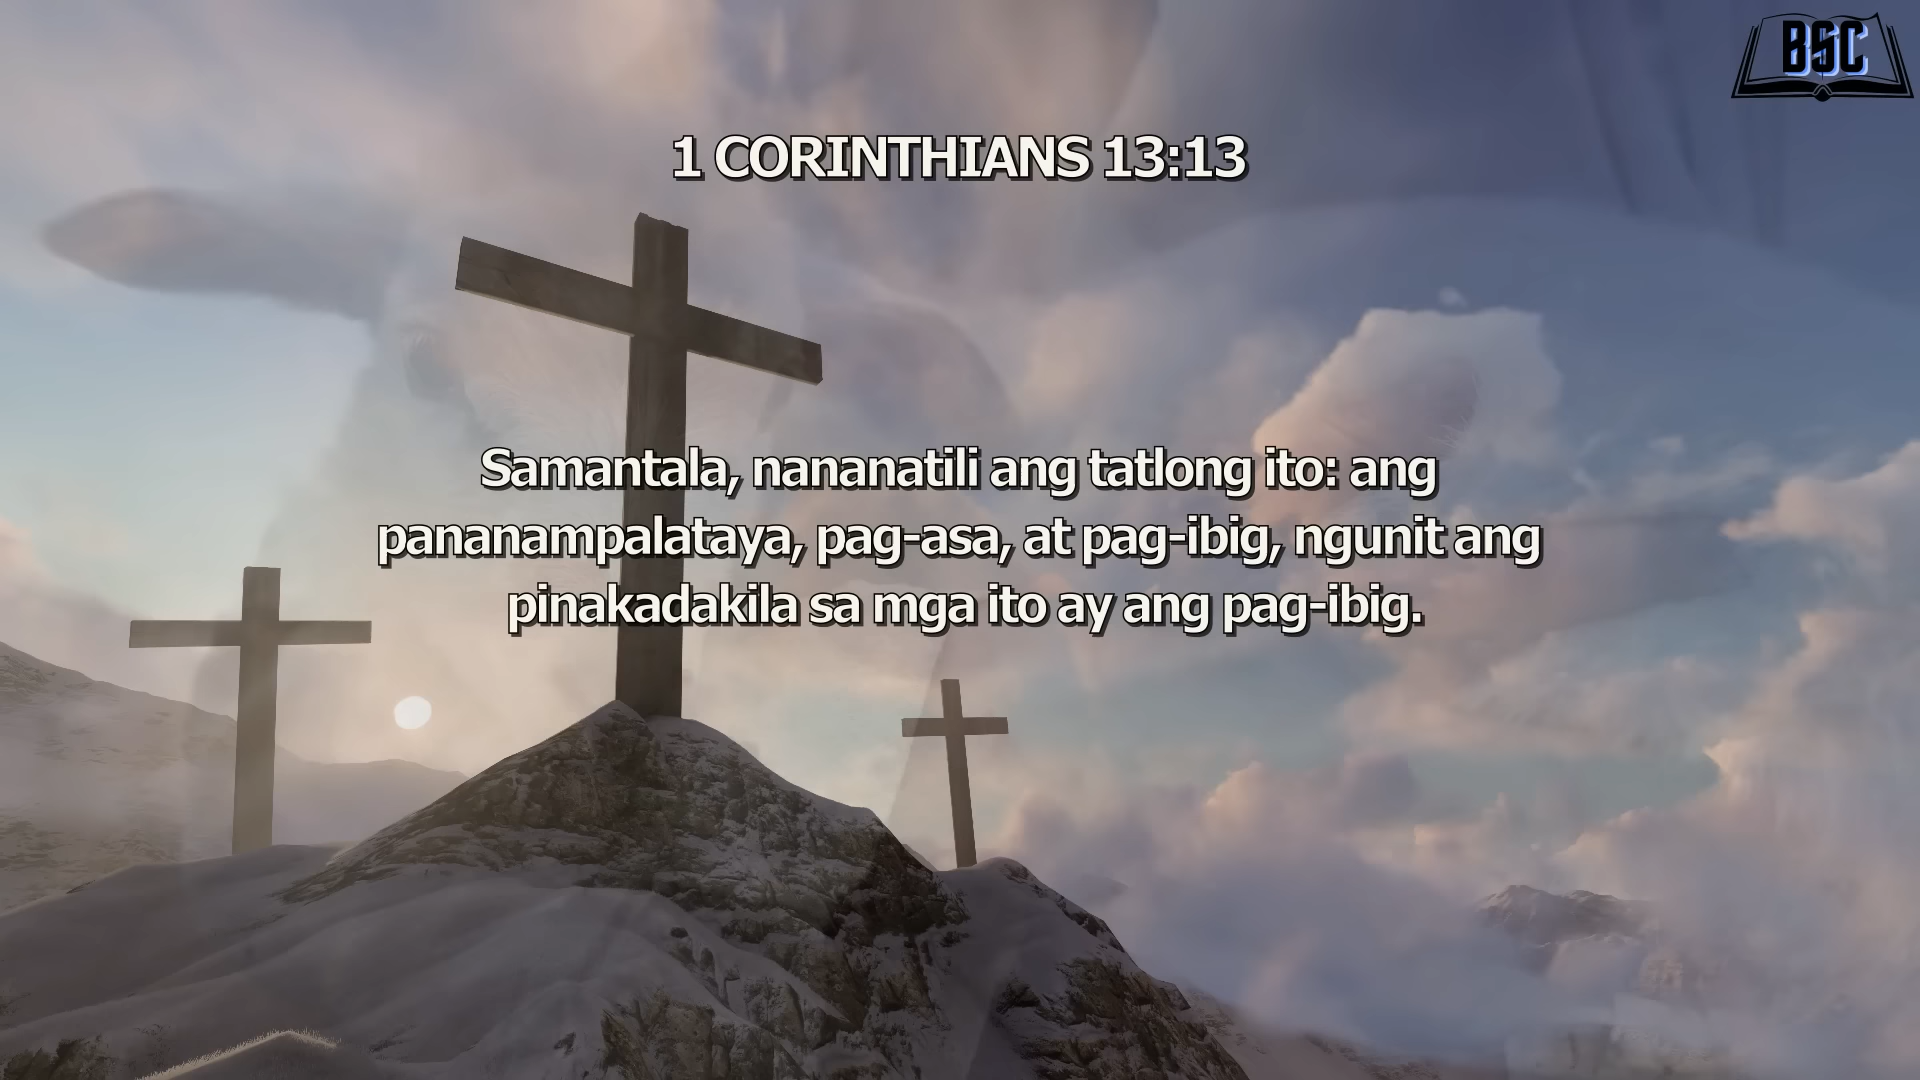 BSC
1 CORINTHIANS 13:13
Samantala, nananatili ang tatlong ito: ang
pananampalataya, pag-asa, at pag-ibig, ngunit ang
pinakadakila sa mga ito ay ang pag-ibig.